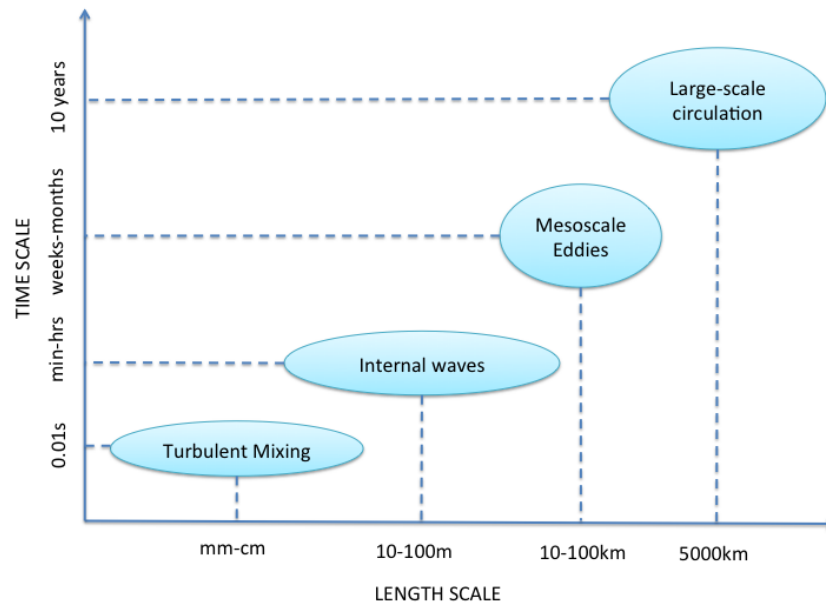 TIME SCALE
10 years
weeks-months
min-hrs
0.01s
Large-scale
circulation
Mesoscale
Eddies
Internal waves
Turbulent Mixing
mm-cm
10-100m
10-100km
5000km
LENGTH SCALE